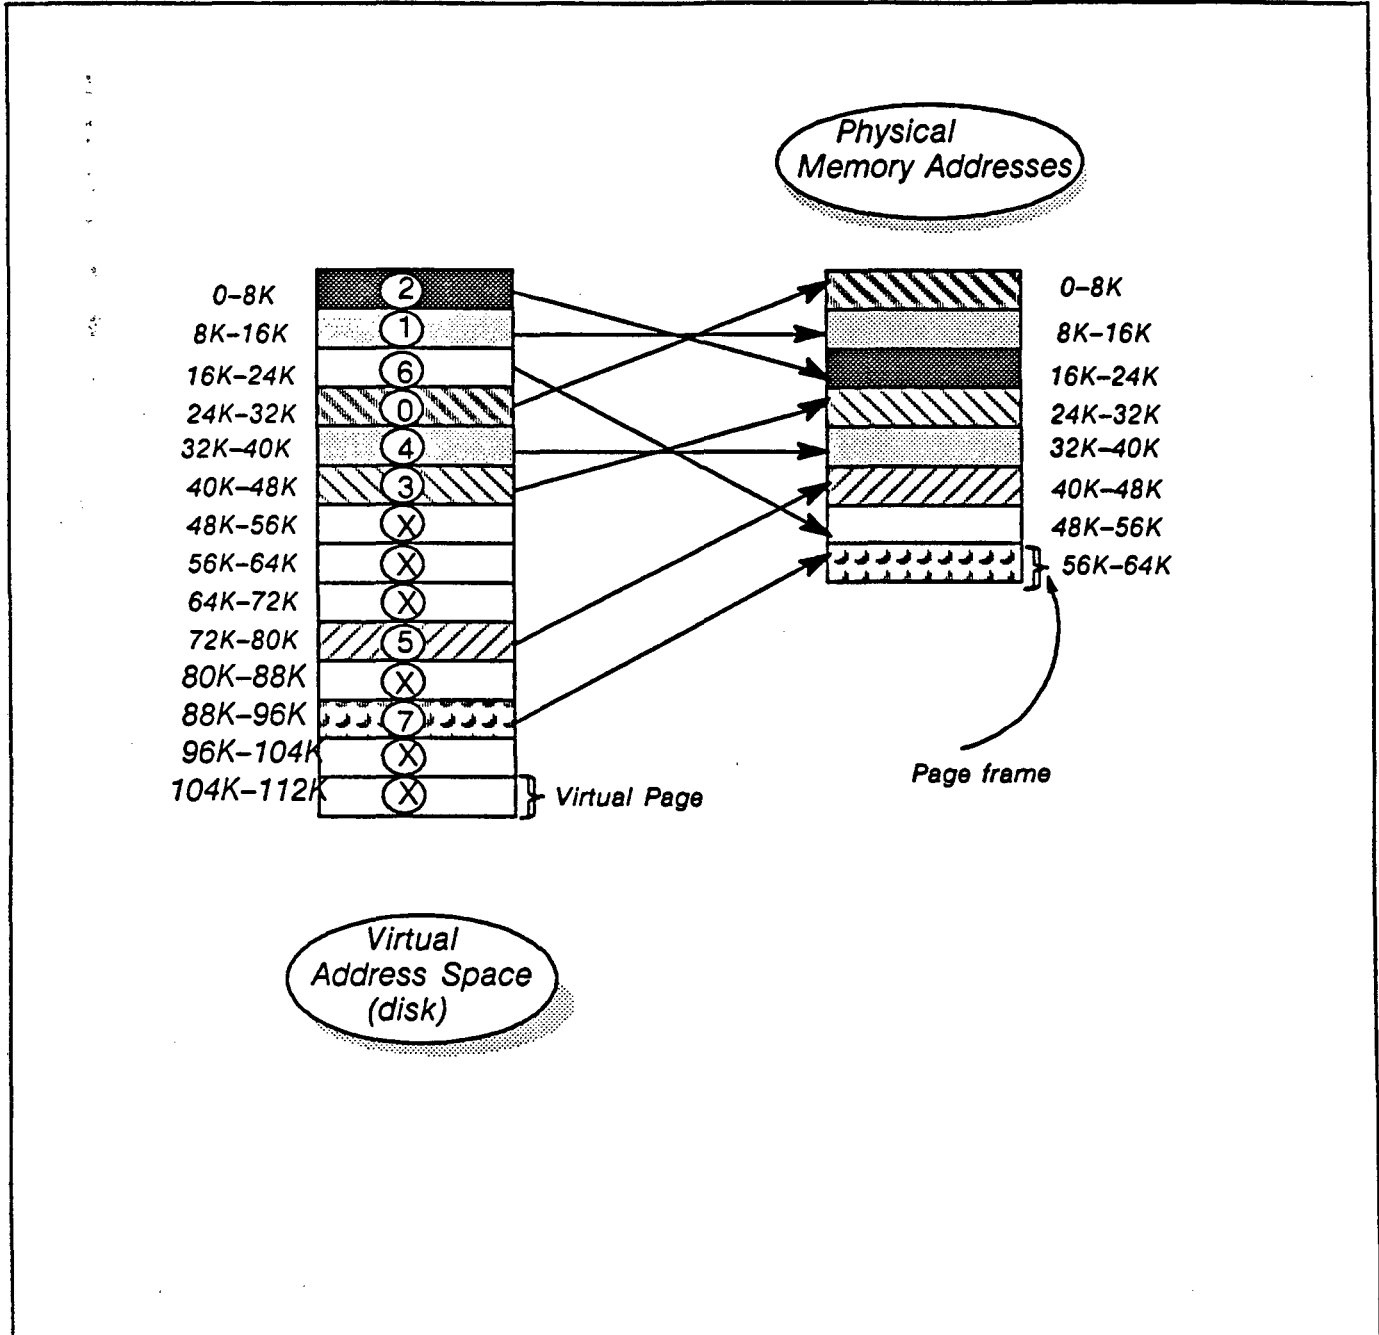 Physical
Memory Addresses
0–8K 2
8K–16K 1
16K–24K 6
24K–32K 0
32K–40K 4
40K–48K 3
48K–56K X
56K–64K X
64K–72K X
72K–80K 5
80K–88K X
88K–96K 7
96K–104K X
104K–112K X
Virtual Page
0–8K
8K–16K
16K–24K
24K–32K
32K–40K
40K–48K
48K–56K
56K–64K
Page frame
Virtual
Address Space
(disk)